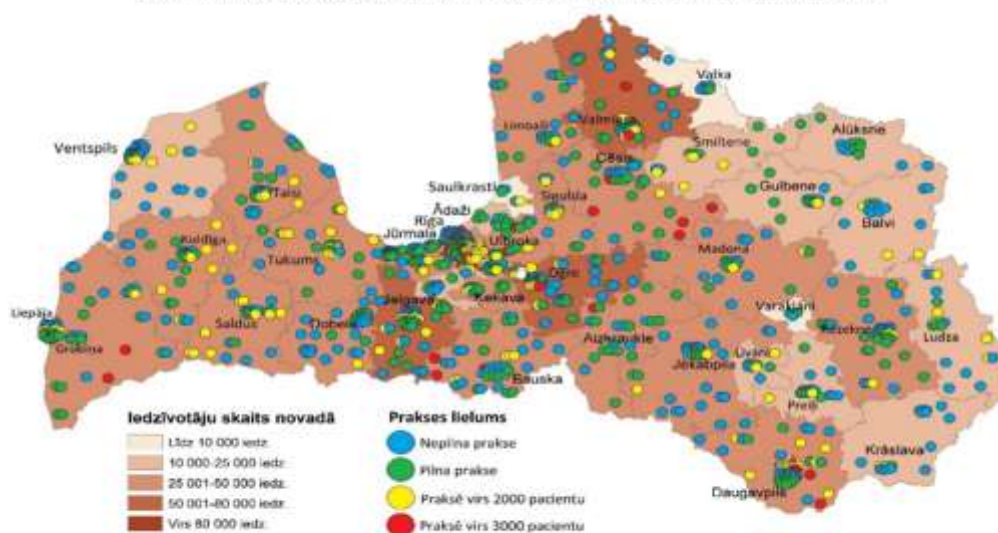 Valka
Ventspils
Limbaži
Valmiera
Smiltene
Alūksne
Cēsis
Talsi
Saulkrasti
Sigulda
Gulbene
Balvi
Ādaži
Rīga
Jūrmala
Ulbroka
Kuldīga
Tukums
Madona
Ogre
Liepāja
Jelgava
Ķekava
Varakļāni
Grobiņa
Saldus
Dobele
Aizkraukle
Rēzekne
Ludza
Līvāni
Jēkabpils
Bauska
Preiļi
Krāslava
Daugavpils
Iedzīvotāju skaits novadā
Līdz 10 000 iedz.
10 000-25 000 iedz.
25 001-50 000 iedz.
50 001-80 000 iedz.
Virs 80 000 iedz.
Prakses lielums
Nepilna prakse
Pilna prakse
Praksē virs 2000 pacientu
Praksē virs 3000 pacientu